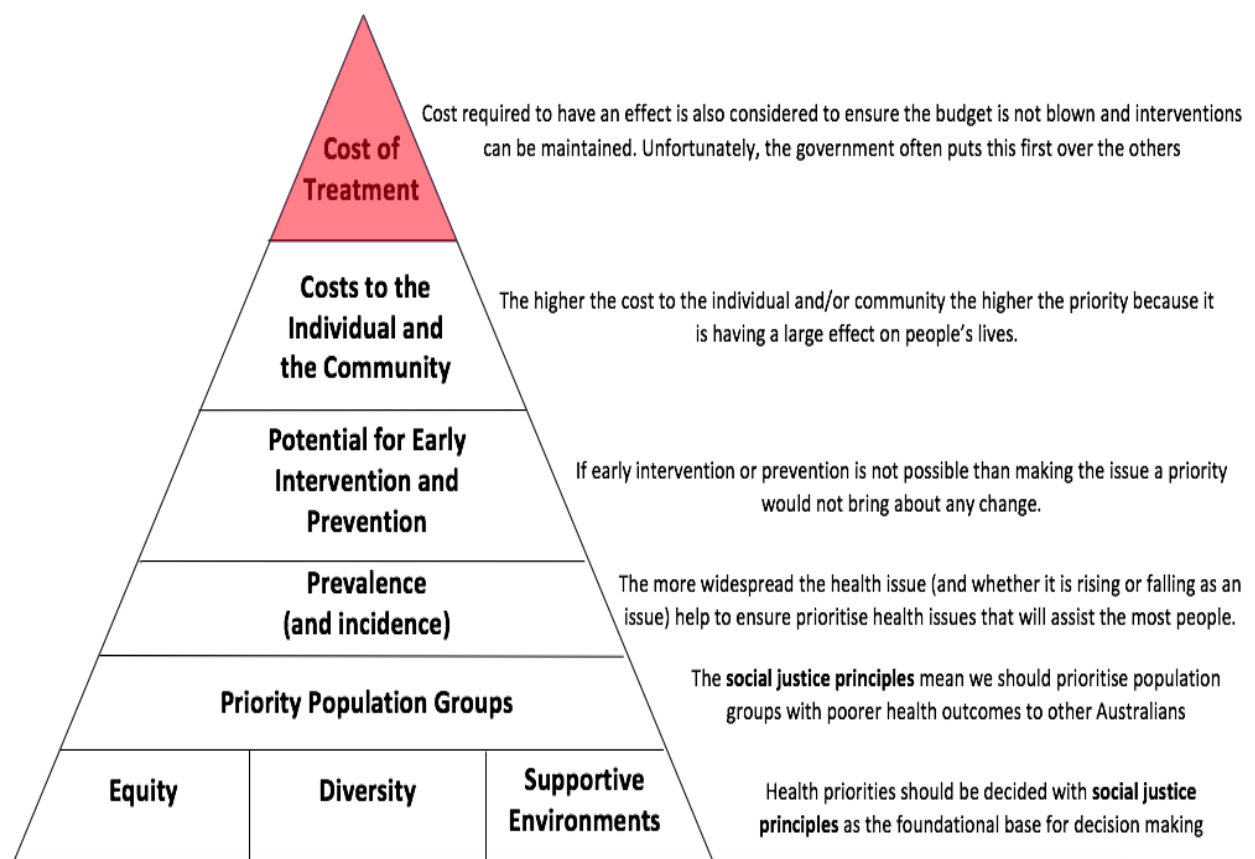 Cost of
Treatment
Cost required to have an effect is also considered to ensure the budget is not blown and interventions
can be maintained. Unfortunately, the government often puts this first over the others
Costs to the
Individual and
the Community
The higher the cost to the individual and/or community the higher the priority because it
is having a large effect on people's lives.
Potential for Early
Intervention and
Prevention
If early intervention or prevention is not possible than making the issue a priority
would not bring about any change.
Prevalence
(and incidence)
The more widespread the health issue (and whether it is rising or falling as an
issue) help to ensure prioritise health issues that will assist the most people.
Priority Population Groups
The social justice principles mean we should prioritise population
groups with poorer health outcomes to other Australians
Equity
Diversity
Supportive
Environments
Health priorities should be decided with social justice
principles as the foundational base for decision making